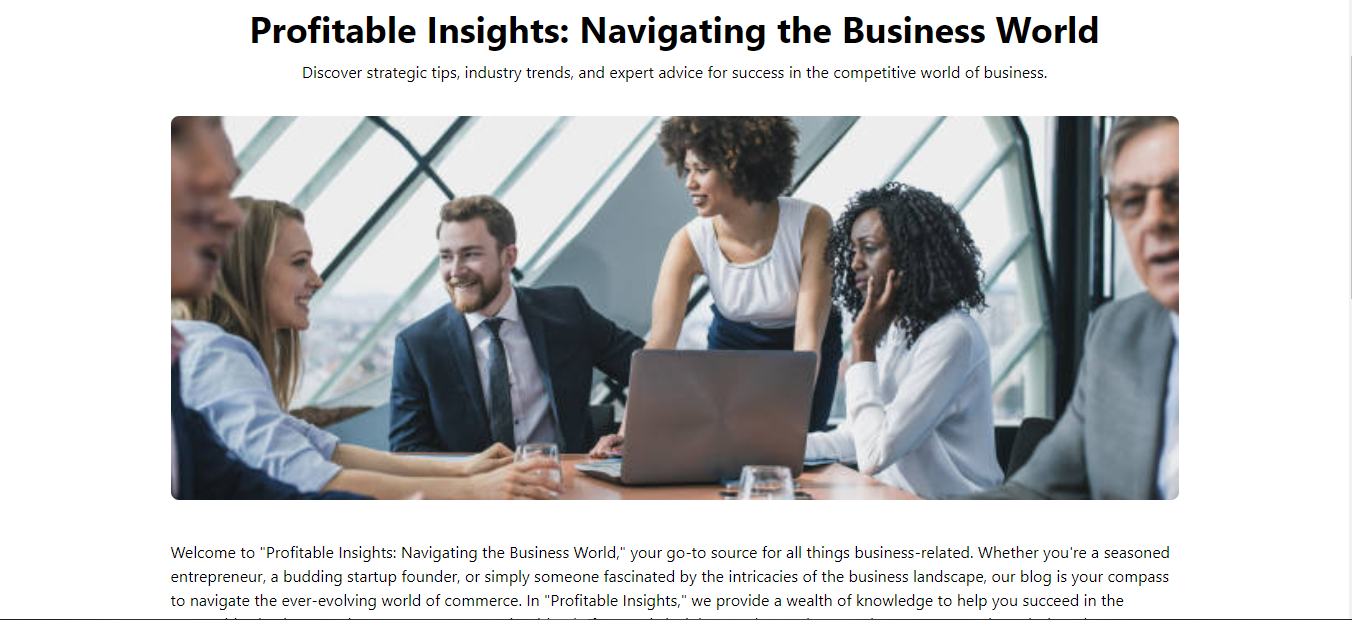 Profitable Insights: Navigating the Business World
Discover strategic tips, industry trends, and expert advice for success in the competitive world of business.
Welcome to "Profitable Insights: Navigating the Business World," your go-to source for all things business-related. Whether you're a seasoned
entrepreneur, a budding startup founder, or simply someone fascinated by the intricacies of the business landscape, our blog is your compass
to navigate the ever-evolving world of commerce. In "Profitable Insights," we provide a wealth of knowledge to help you succeed in the